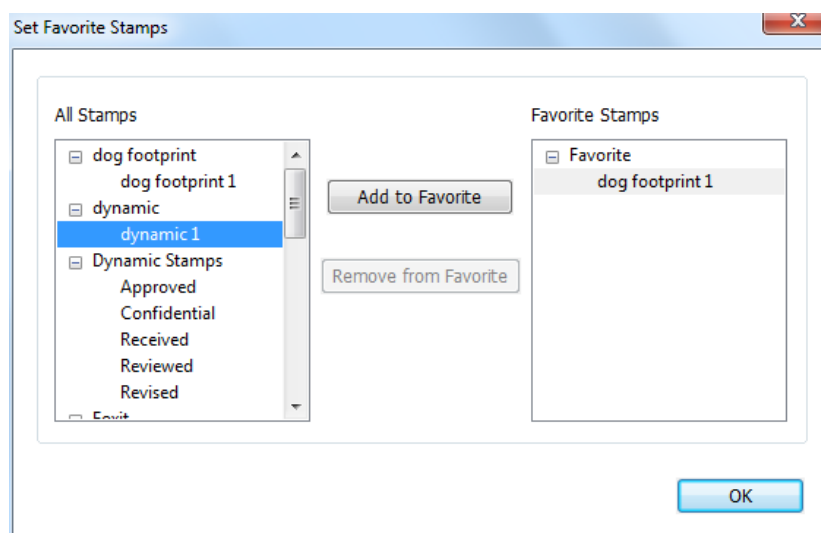 Set Favorite Stamps
All Stamps
dog footprint
dog footprint 1
dynamic
dynamic 1
Dynamic Stamps
Approved
Confidential
Received
Reviewed
Revised
Foxit
Add to Favorite
Remove from Favorite
Favorite Stamps
Favorite
dog footprint 1
OK